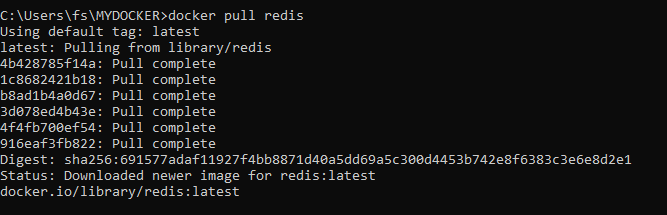 C:\Users\fs\MYDOCKER>docker pull redis
Using default tag: latest
latest: Pulling from library/redis
4b428785f14a: Pull complete
1c8682421b18: Pull complete
b8ad1b4a0d67: Pull complete
3d078ed4b43e: Pull complete
4f4fb700ef54: Pull complete
916eaf3fb822: Pull complete
Digest: sha256:691577adaf11927f4bb8871d40a5dd69a5c300d4453b742e8f6383c3e6e8d2e1
Status: Downloaded newer image for redis:latest
docker.io/library/redis:latest